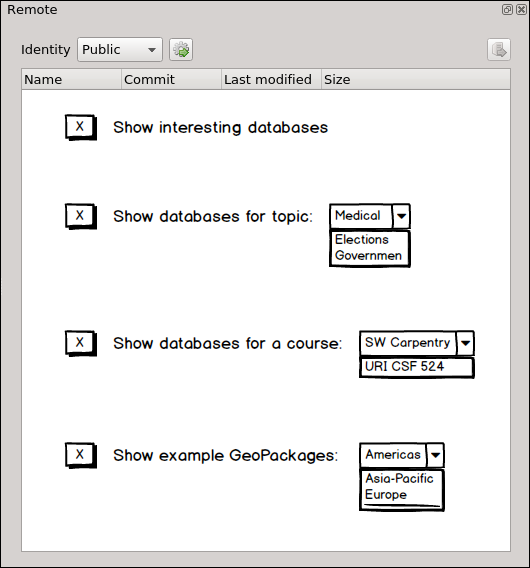 Remote
Identity Public
Name Commit Last modified Size
X Show interesting databases
X Show databases for topic: Medical
Elections
Governmen
X Show databases for a course: SW Carpentry
URI CSF 524
X Show example GeoPackages: Americas
Asia-Pacific
Europe